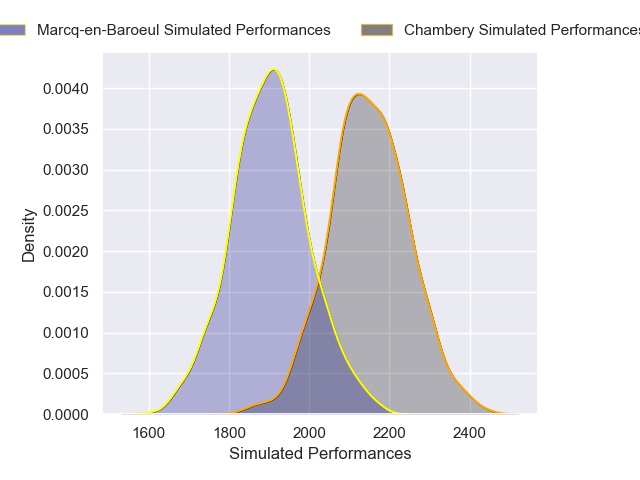 Marcq-en-Baroeul Simulated Performances Chambery Simulated Performances
0.0040
0.0035
0.0030
0.0025
0.0020
0.0015
0.0010
0.0005
0.0000
Density
1600 1800 2000 2200 2400
Simulated Performances